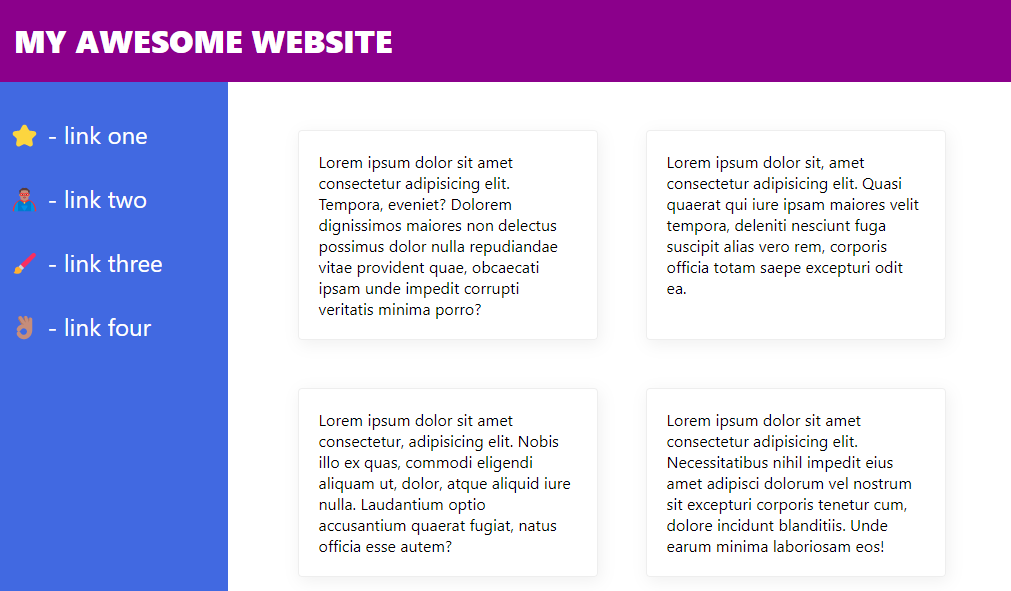 MY AWESOME WEBSITE
- link one
- link two
- link three
- link four
Lorem ipsum dolor sit amet
consectetur adipisicing elit.
Tempora, eveniet? Dolorem
dignissimos maiores non delectus
possimus dolor nulla repudiandae
vitae provident quae, obcaecati
ipsam unde impedit corrupti
veritatis minima porro?
Lorem ipsum dolor sit, amet
consectetur adipisicing elit. Quasi
quaerat qui iure ipsam maiores velit
tempora, deleniti nesciunt fuga
suscipit alias vero rem, corporis
officia totam saepe excepturi odit
ea.
Lorem ipsum dolor sit amet
consectetur, adipisicing elit. Nobis
illo ex quas, commodi eligendi
aliquam ut, dolor, atque aliquid iure
nulla. Laudantium optio
accusantium quaerat fugiat, natus
officia esse autem?
Lorem ipsum dolor sit amet
consectetur adipisicing elit.
Necessitatibus nihil impedit eius
amet adipisci dolorum vel nostrum
sit excepturi corporis tenetur cum,
dolore incidunt blanditiis. Unde
earum minima laboriosam eos!